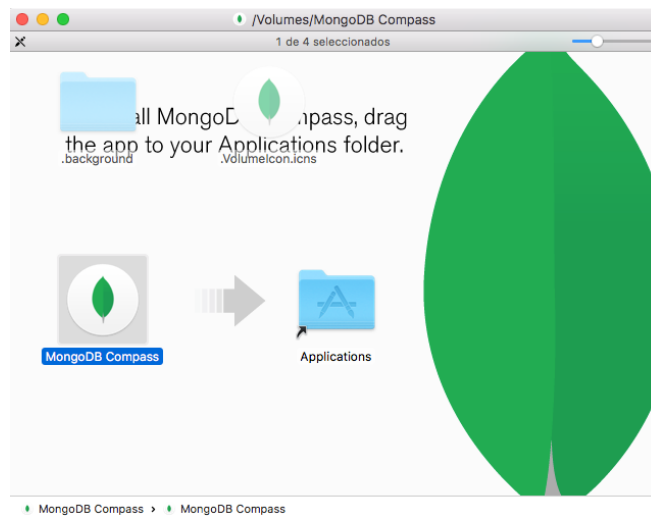 /Volumes/MongoDB Compass
1 de 4 seleccionados
all MongoD mpass, drag
the app to your Applications folder.
.background
.VolumeIcon.icns
MongoDB Compass
Applications
MongoDB Compass › MongoDB Compass